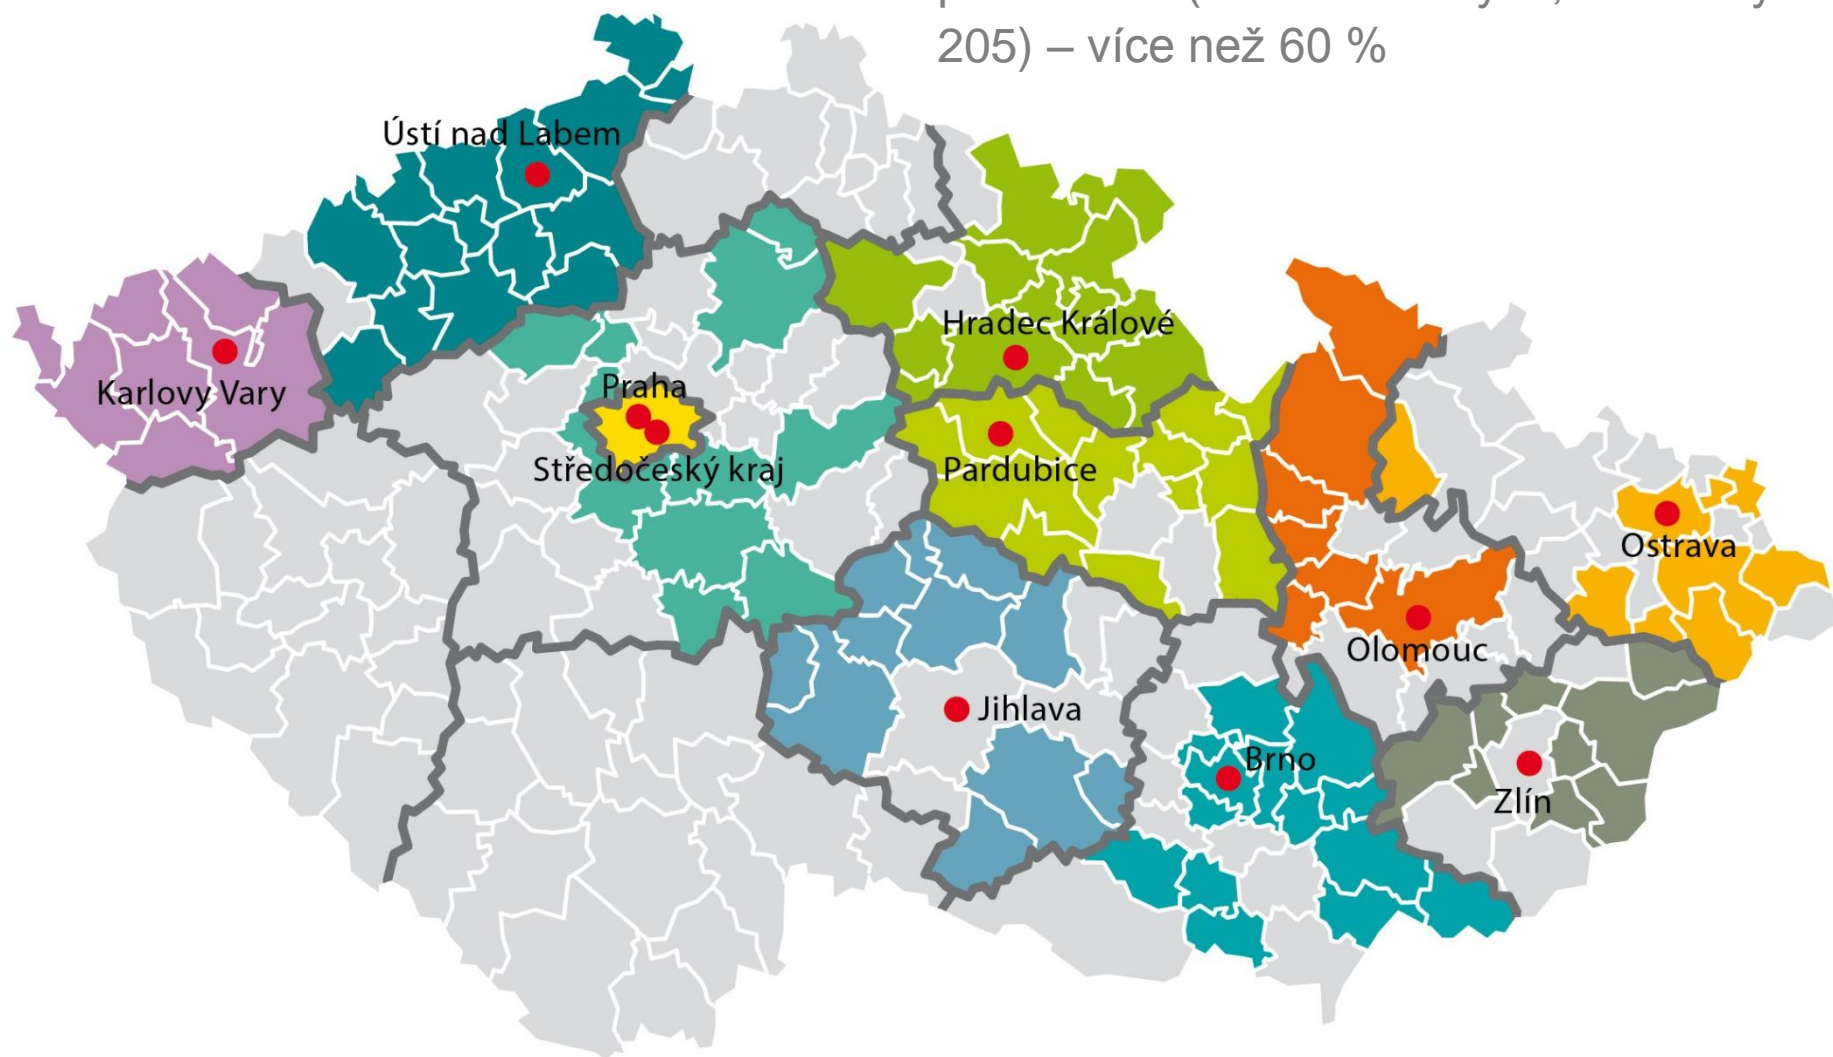 205) – více než 60 %
Ústí nad Labem
Hradec Králové
Karlovy Vary
Praha
Středočeský kraj
Pardubice
Ostrava
Olomouc
Jihlava
Brno
Zlín